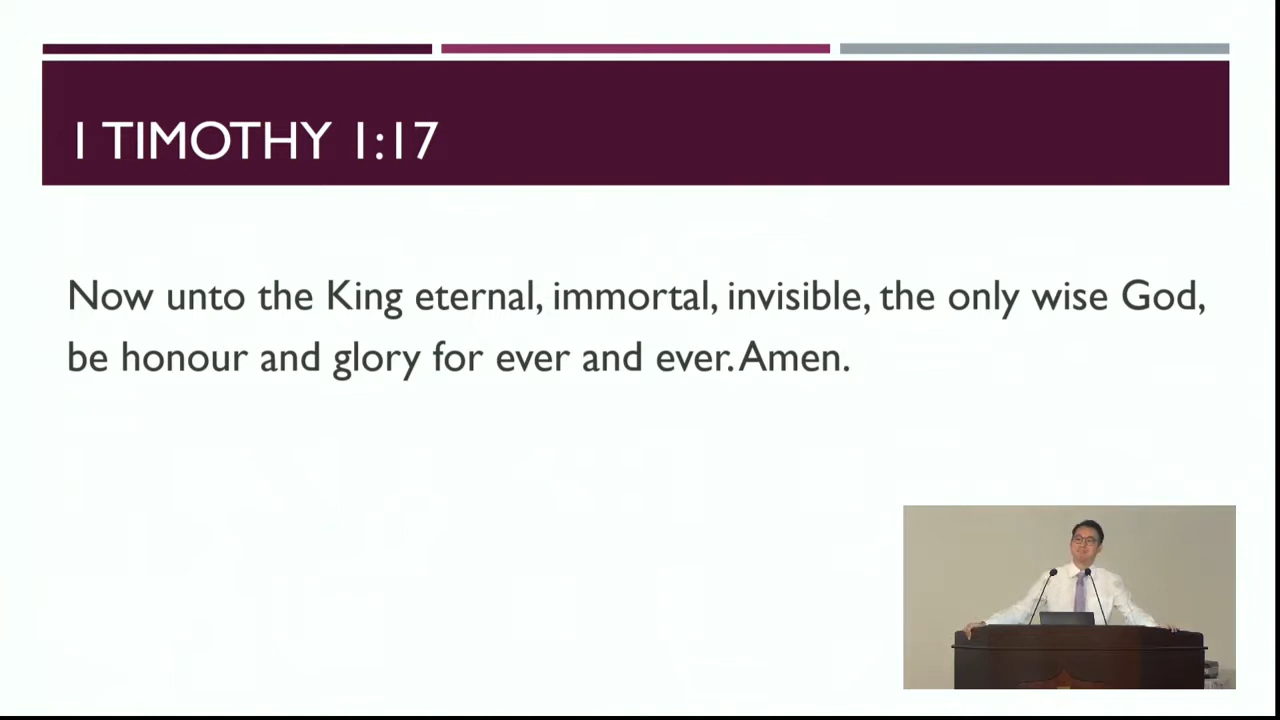 1 TIMOTHY 1:17
Now unto the King eternal, immortal, invisible, the only wise God,
be honour and glory for ever and ever. Amen.